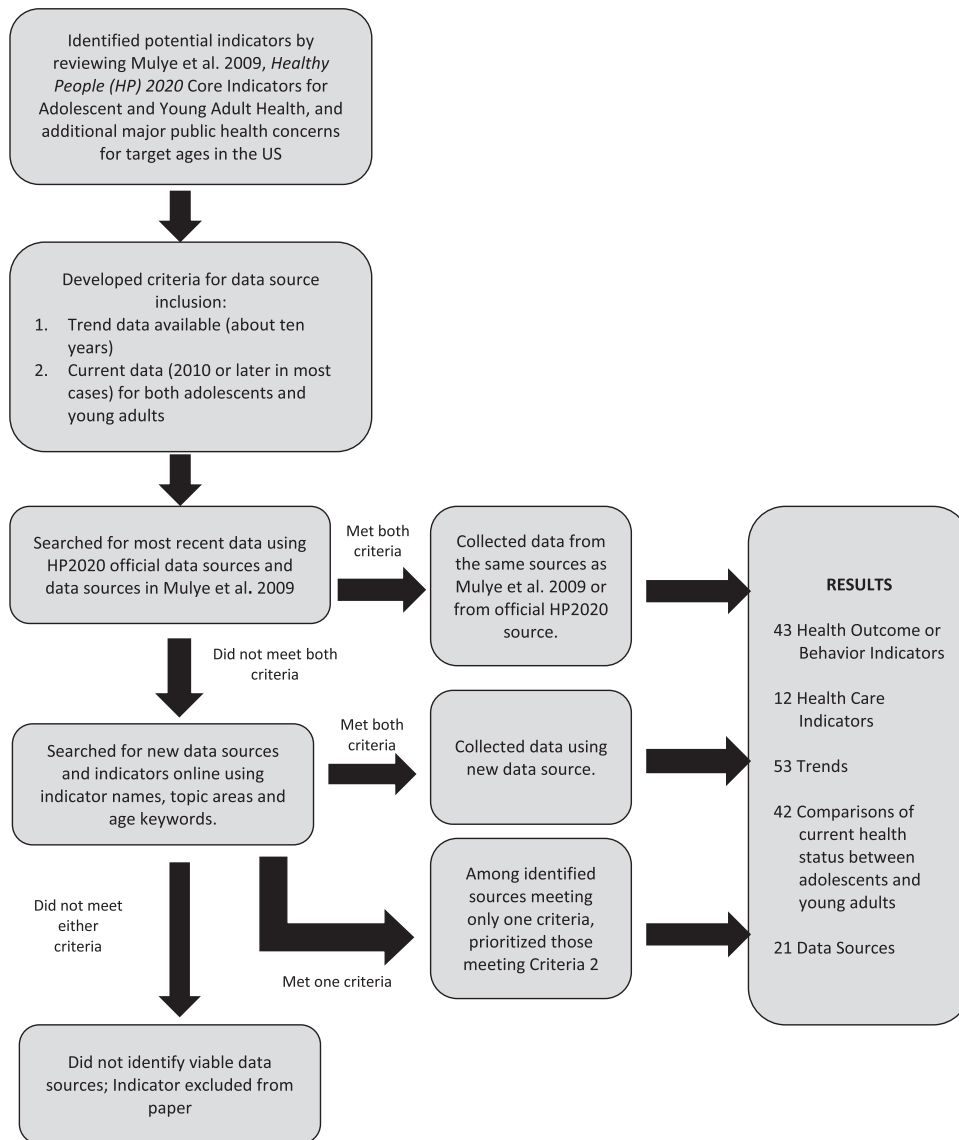 Identified potential indicators by
reviewing Mulye et al. 2009, Healthy
People (HP) 2020 Core Indicators for
Adolescent and Young Adult Health, and
additional major public health concerns
for target ages in the US
Developed criteria for data source
inclusion:
1. Trend data available (about ten
years)
2. Current data (2010 or later in most
cases) for both adolescents and
young adults
Searched for most recent data using
HP2020 official data sources and
data sources in Mulye et al. 2009
Met both
criteria
Collected data from
the same sources as
Mulye et al. 2009 or
from official HP2020
source.
Did not meet both
criteria
Searched for new data sources
and indicators online using
indicator names, topic areas and
age keywords.
Met both
criteria
Collected data using
new data source.
Did not meet
either
criteria
Met one criteria
Among identified
sources meeting
only one criteria,
prioritized those
meeting Criteria 2
Did not identify viable data
sources; Indicator excluded from
paper
RESULTS
43 Health Outcome or
Behavior Indicators
12 Health Care
Indicators
53 Trends
42 Comparisons of
current health
status between
adolescents and
young adults
21 Data Sources